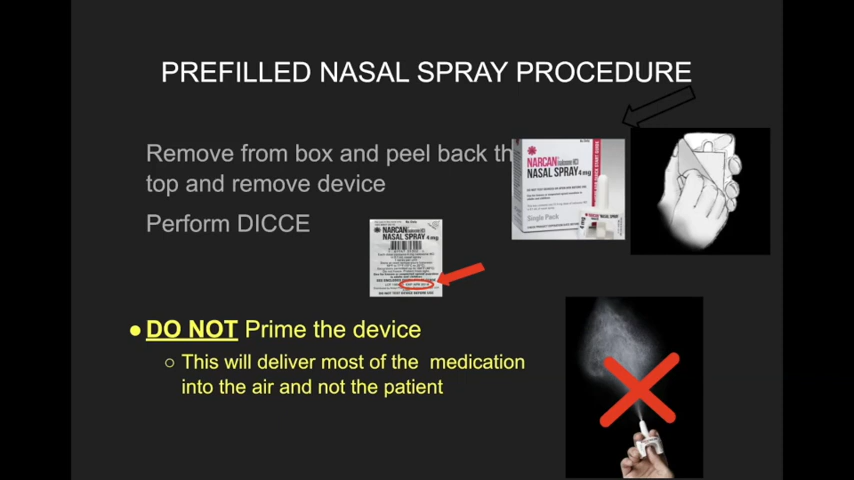 PREFILLED NASAL SPRAY PROCEDURE
Remove from box and peel back th
top and remove device
Perform DICCE
NARCAN
NASAL SPRAY 4 mg
Single Pack
NARCAN
NASAL SPRAY 4 mg
DO NOT Prime the device
This will deliver most of the medication
into the air and not the patient